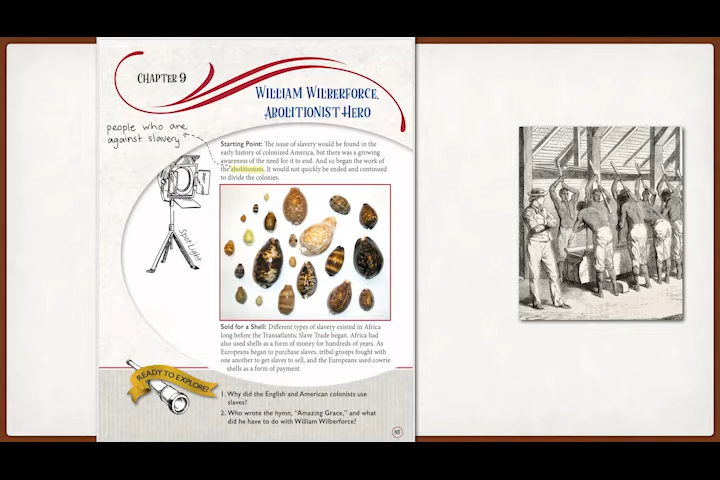 CHAPTER 9
WILLIAM WILBERFORCE,
ABOLITIONIST HERO
people who are
against slavery
Starting Point: The issue of slavery would be found in the
early history of colonized America, but there was a growing
awareness of the need for it to end. And so began the work of
the abolitionists. It would not quickly be ended and continued
to divide the colonies.
Spotlight
Sold for a Shell: Different types of slavery existed in Africa
long before the Transatlantic Slave Trade began. Africa had
also used shells as a form of money for hundreds of years. As
Europeans began to purchase slaves, tribal groups fought with
one another to get slaves to sell, and the Europeans used cowrie
shells as a form of payment.
READY TO EXPLORE?
1. Why did the English and American colonists use
slaves?
2. Who wrote the hymn, "Amazing Grace," and what
did he have to do with William Wilberforce?